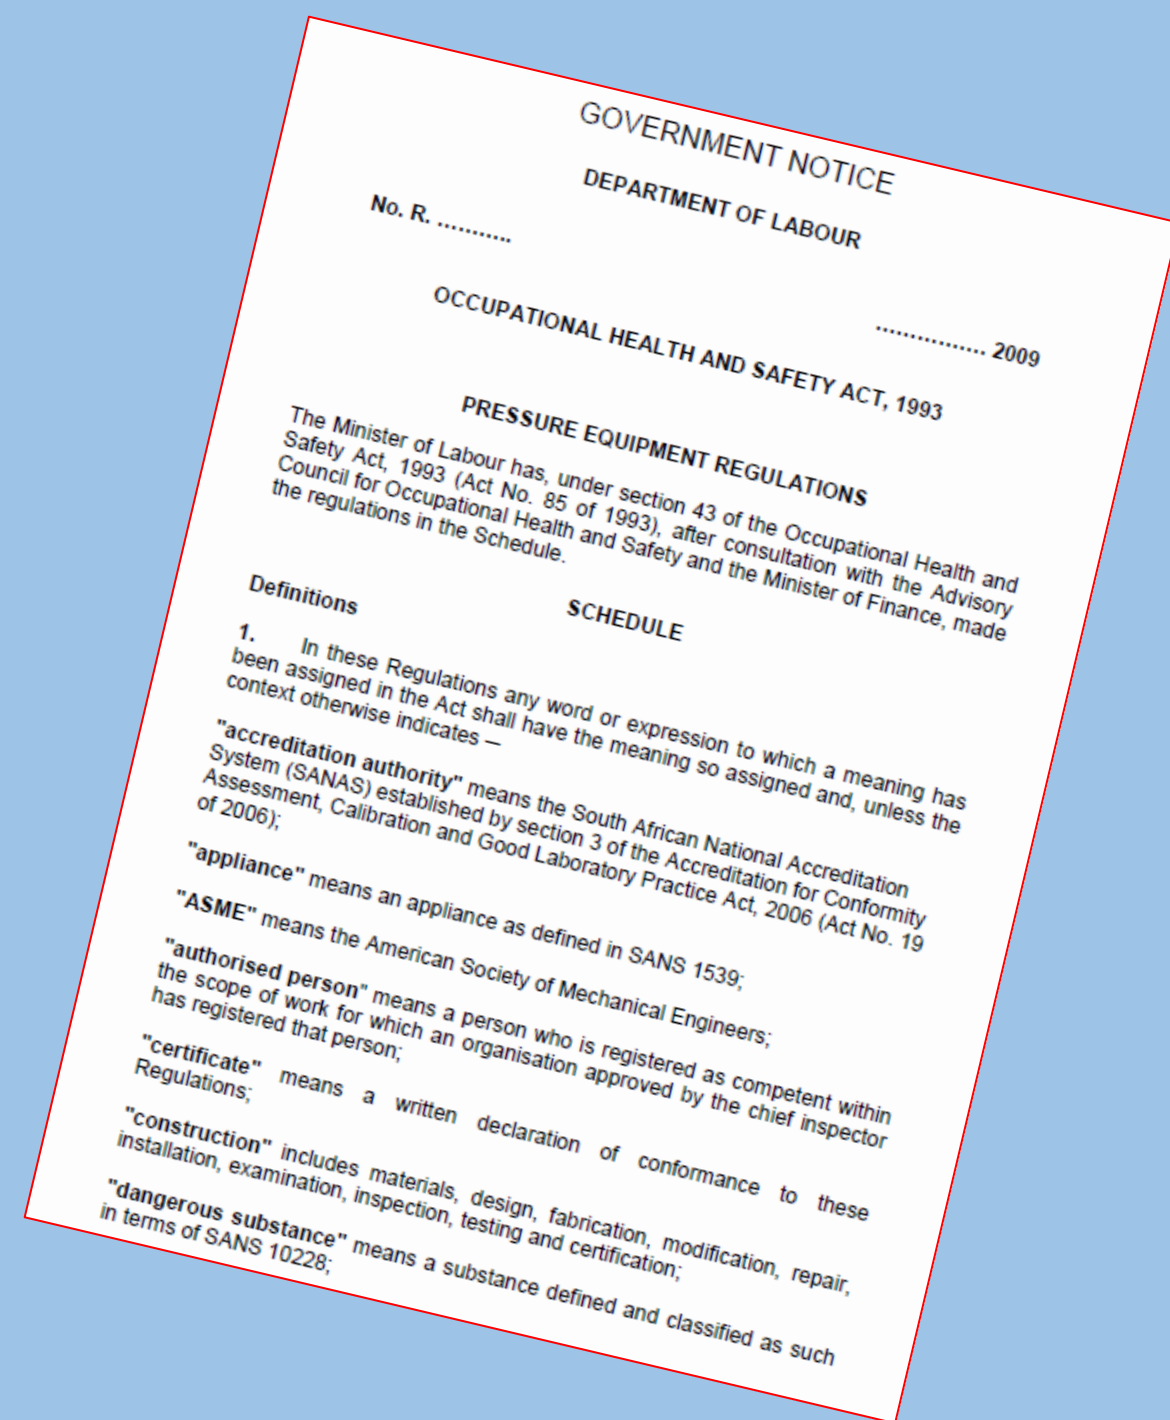 GOVERNMENT NOTICE
DEPARTMENT OF LABOUR
No. R. ...........
................ 2009
OCCUPATIONAL HEALTH AND SAFETY ACT, 1993
PRESSURE EQUIPMENT REGULATIONS
The Minister of Labour has, under section 43 of the Occupational Health and
Safety Act, 1993 (Act No. 85 of 1993), after consultation with the Advisory
Council for Occupational Health and Safety and the Minister of Finance, made
the regulations in the Schedule.
SCHEDULE
Definitions
1. In these Regulations any word or expression to which a meaning has
been assigned in the Act shall have the meaning so assigned and, unless the
context otherwise indicates –
"accreditation authority" means the South African National Accreditation
System (SANAS) established by section 3 of the Accreditation for Conformity
Assessment, Calibration and Good Laboratory Practice Act, 2006 (Act No. 19
of 2006);
"appliance" means an appliance as defined in SANS 1539;
"ASME" means the American Society of Mechanical Engineers;
"authorised person" means a person who is registered as competent within
the scope of work for which an organisation approved by the chief inspector
has registered that person;
"certificate" means a written declaration of conformance to these
Regulations;
"construction" includes materials, design, fabrication, modification, repair,
installation, examination, inspection, testing and certification;
"dangerous substance" means a substance defined and classified as such
in terms of SANS 10228;